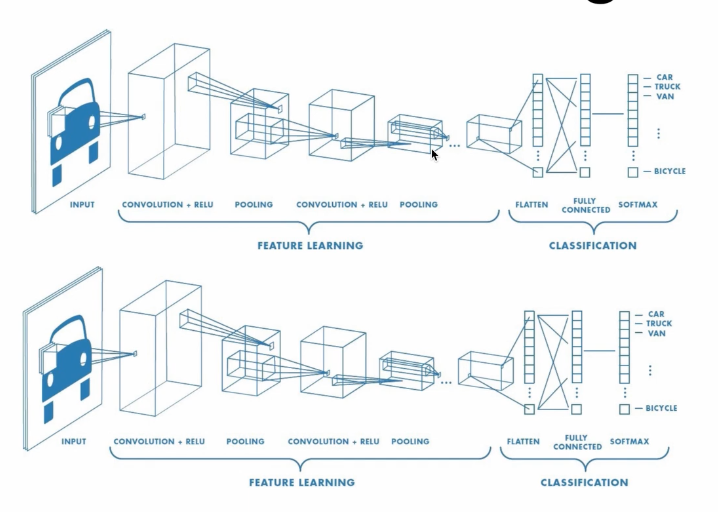 CAR
TRUCK
VAN
BICYCLE
INPUT CONVOLUTION + RELU POOLING CONVOLUTION + RELU POOLING FLATTEN FULLY CONNECTED SOFTMAX
FEATURE LEARNING CLASSIFICATION
CAR
TRUCK
VAN
BICYCLE
INPUT CONVOLUTION + RELU POOLING CONVOLUTION + RELU POOLING FLATTEN FULLY CONNECTED SOFTMAX
FEATURE LEARNING CLASSIFICATION